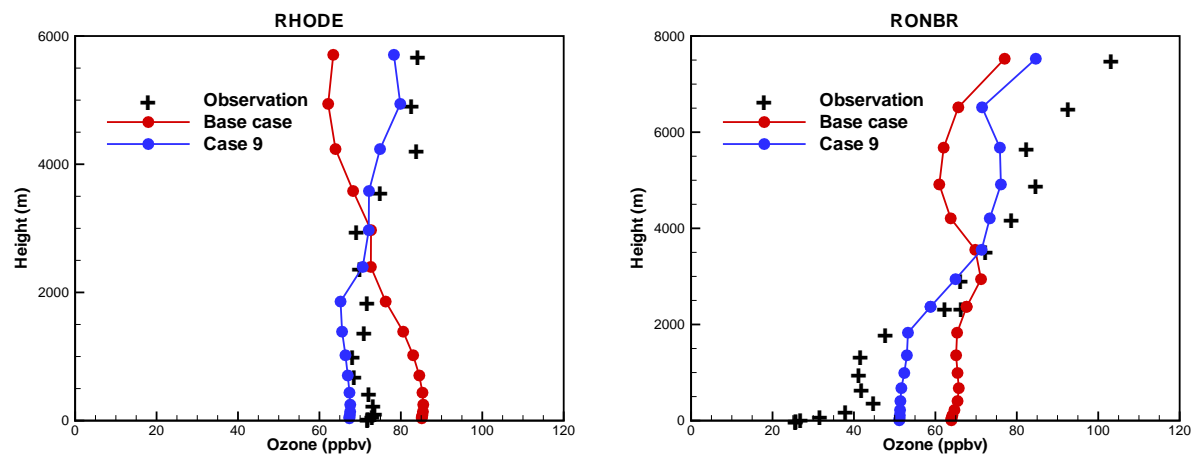 RHODE
6000
4000
2000
0
Height (m)
Observation
Base case
Case 9
0 20 40 60 80 100 120
Ozone (ppbv)
RONBR
8000
6000
4000
2000
0
Height (m)
Observation
Base case
Case 9
0 20 40 60 80 100 120
Ozone (ppbv)